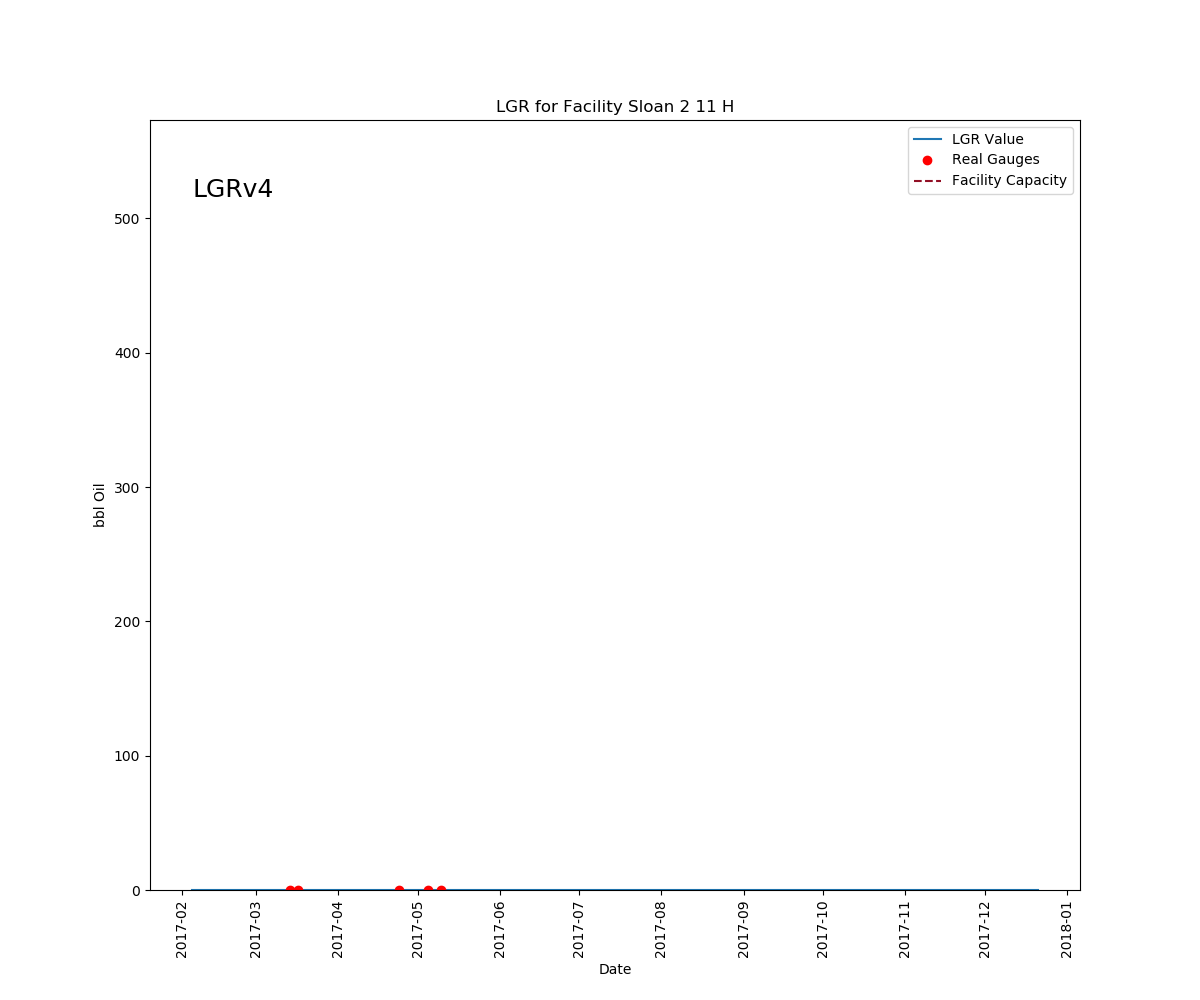 LGR for Facility Sloan 2 11 H
LGRv4
LGR Value
Real Gauges
Facility Capacity
bbl Oil
500
400
300
200
100
0
2017-02
2017-03
2017-04
2017-05
2017-06
2017-07
2017-08
2017-09
2017-10
2017-11
2017-12
2018-01
Date